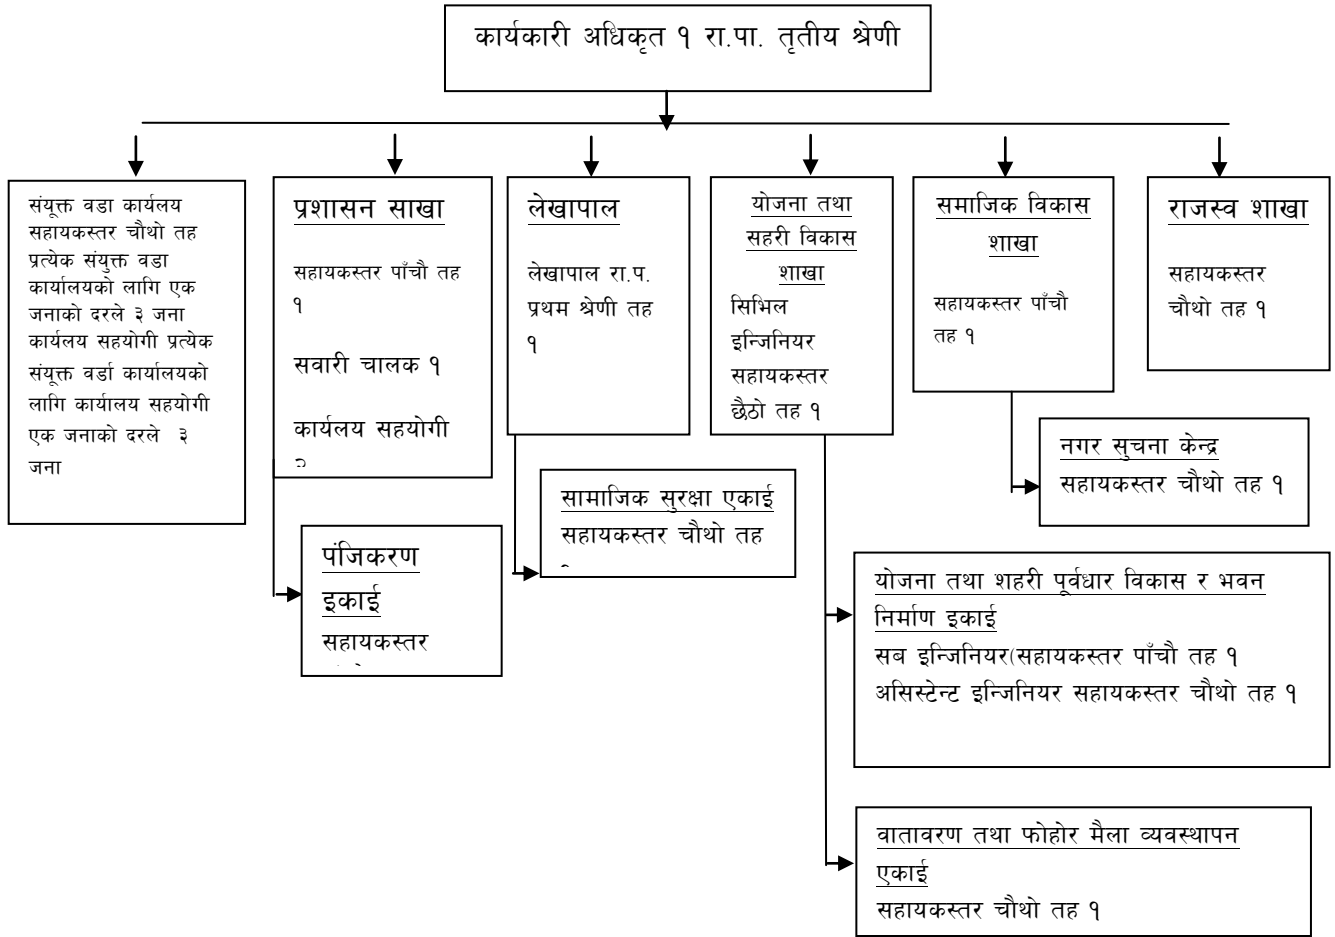 कार्यकारी अधिकृत १ रा.पा. तृतीय श्रेणी
संयूक्त वडा कार्यलय
सहायकस्तर चौथो तह
प्रत्येक संयुक्त वडा
कार्यालयको लागि एक
जनाको दरले ३ जना
कार्यलय सहयोगी प्रत्येक
संयूक्त वर्डा कार्यालयको
लागि कार्यालय सहयोगी
एक जनाको दरले ३
जना
प्रशासन साखा
सहायकस्तर पाँचौ तह
१
सवारी चालक १
कार्यलय सहयोगी
लेखापाल
लेखापाल रा.प.
प्रथम श्रेणी तह
१
योजना तथा
सहरी विकास
शाखा
सिभिल
इन्जिनियर
सहायकस्तर
छैठो तह १
समाजिक विकास
शाखा
सहायकस्तर पाँचौ
तह १
राजस्व शाखा
सहायकस्तर
चौथो तह १
नगर सुचना केन्द्र
सहायकस्तर चौथो तह १
सामाजिक सुरक्षा एकाई
सहायकस्तर चौथो तह
पंजिकरण
इकाई
सहायकस्तर
योजना तथा शहरी पूर्वधार विकास र भवन
निर्माण इकाई
सब इन्जिनियर(सहायकस्तर पाँचौ तह १
असिस्टेन्ट इन्जिनियर सहायकस्तर चौथो तह १
वातावरण तथा फोहोर मैला व्यवस्थापन
एकाई
सहायकस्तर चौथो तह १